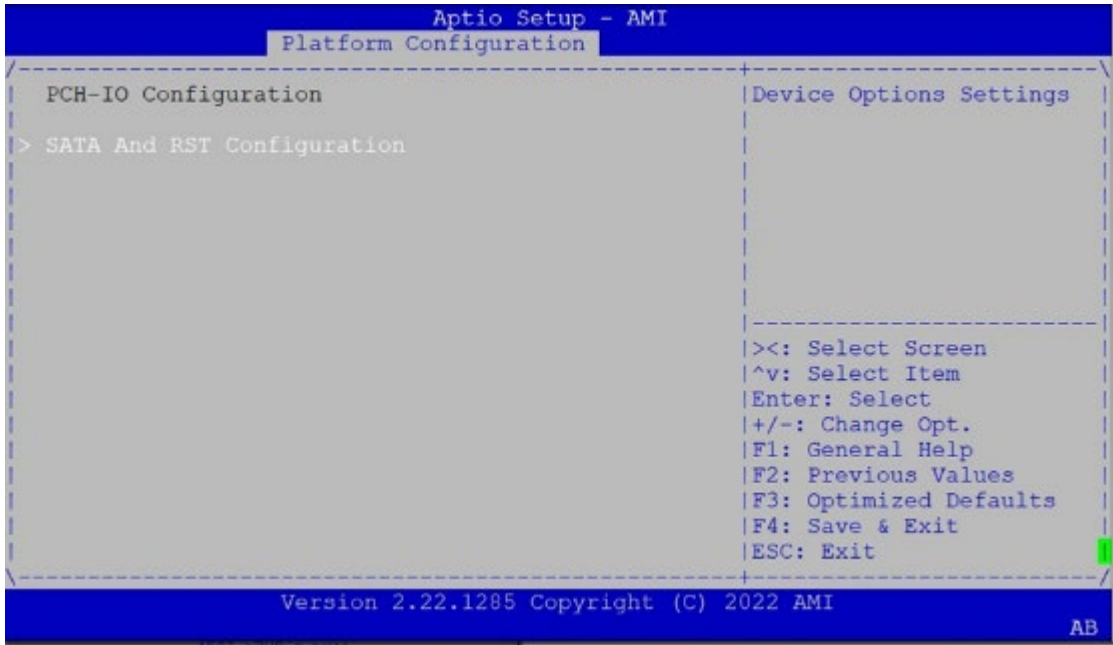 Aptio Setup - AMI
Platform Configuration
PCH-IO Configuration
Device Options Settings
> SATA And RST Configuration
><: Select Screen
^v: Select Item
Enter: Select
+/-: Change Opt.
F1: General Help
F2: Previous Values
F3: Optimized Defaults
F4: Save & Exit
ESC: Exit
Version 2.22.1285 Copyright (C) 2022 AMI
AB